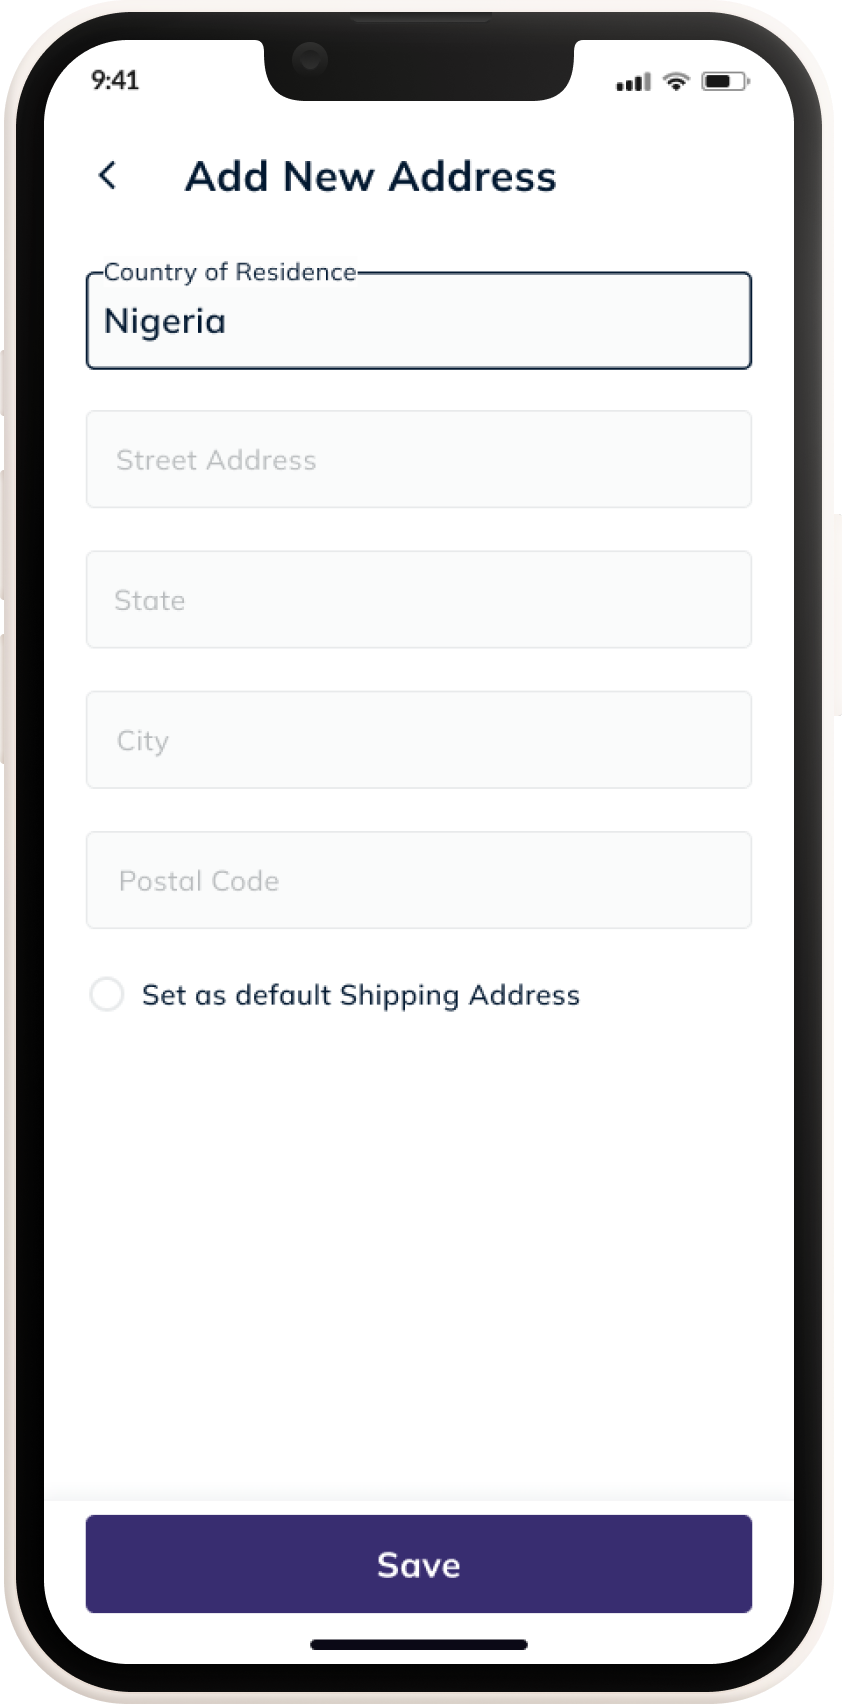 9:41
Add New Address
Country of Residence
Nigeria
Street Address
State
City
Postal Code
Set as default Shipping Address
Save